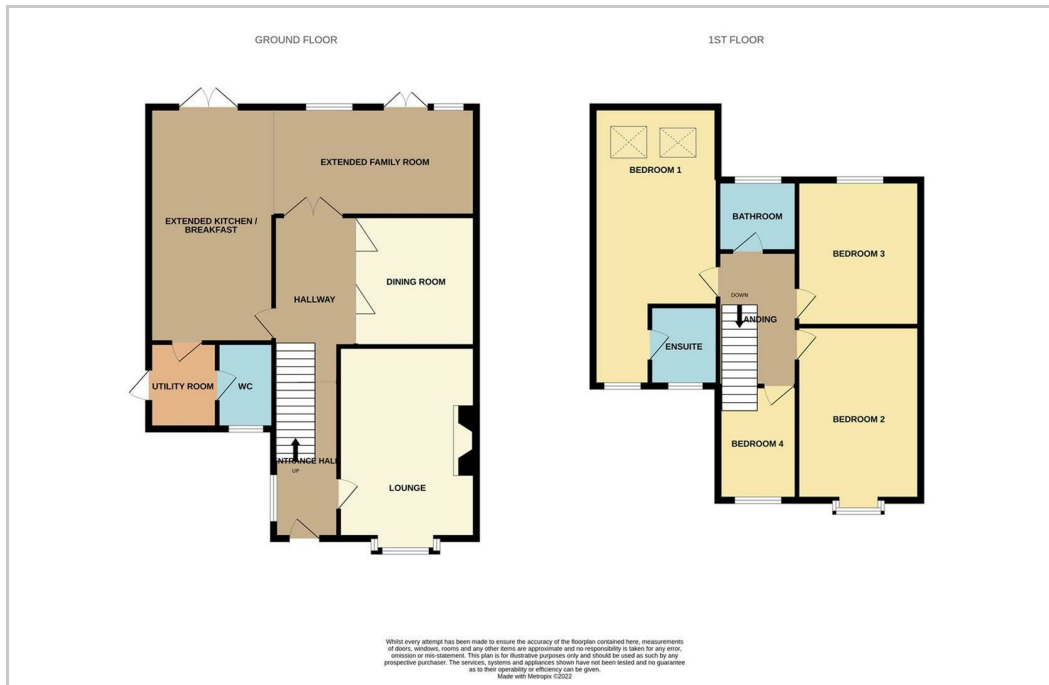 GROUND FLOOR
1ST FLOOR
EXTENDED FAMILY ROOM
EXTENDED KITCHEN /
BREAKFAST
HALLWAY
DINING ROOM
UTILITY ROOM
WC
UP
ENTRANCE HALL
LOUNGE
BEDROOM 1
BATHROOM
BEDROOM 3
DOWN
LANDING
ENSUITE
BEDROOM 2
BEDROOM 4
Whilst every attempt has been made to ensure the accuracy of the floorplan contained here, measurements
of doors, windows, rooms and any other items are approximate and no responsibility is taken for any error,
omission or mis-statement. This plan is for illustrative purposes only and should be used as such by any
prospective purchaser. The services, systems and appliances shown have not been tested and no guarantee
as to their operability or efficiency can be given.
Made with Metropix ©2022